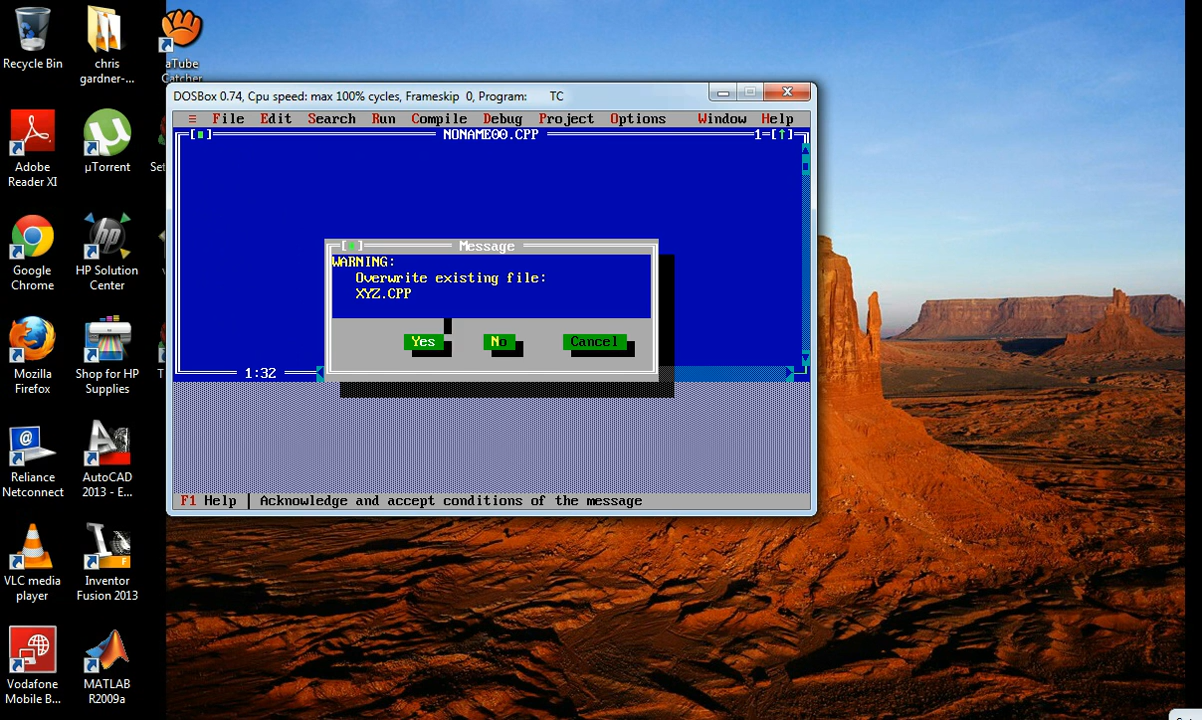 Recycle Bin
chris
gardner-...
aTube
Catcher
Adobe
Reader XI
µTorrent
Google
Chrome
HP Solution
Center
Mozilla
Firefox
Shop for HP
Supplies
Reliance
Netconnect
AutoCAD
2013 - E...
VLC media
player
Inventor
Fusion 2013
Vodafone
Mobile B...
MATLAB
R2009a
DOSBox 0.74, Cpu speed: max 100% cycles, Frameskip 0, Program: TC
≡ File Edit Search Run Compile Debug Project Options Window Help
NONAME00.CPP 1=[↑]
Message
WARNING:
Overwrite existing file:
XYZ.CPP
Yes No Cancel
1:32
F1 Help | Acknowledge and accept conditions of the message